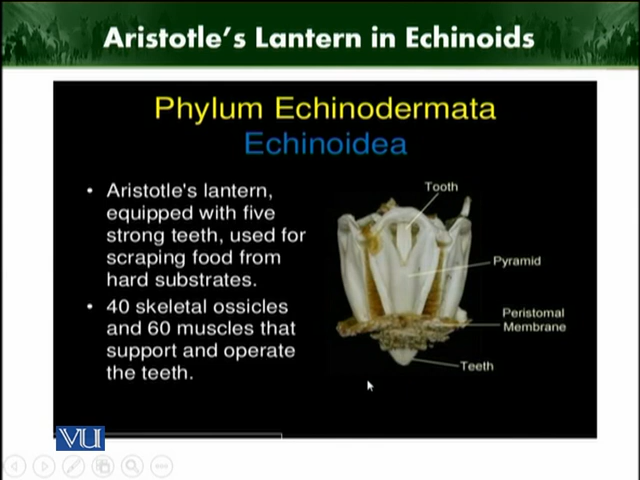 Aristotle's Lantern in Echinoids
Phylum Echinodermata
Echinoidea
• Aristotle's lantern,
equipped with five
strong teeth, used for
scraping food from
hard substrates.
• 40 skeletal ossicles
and 60 muscles that
support and operate
the teeth.
Tooth
Pyramid
Peristomal
Membrane
Teeth
VU